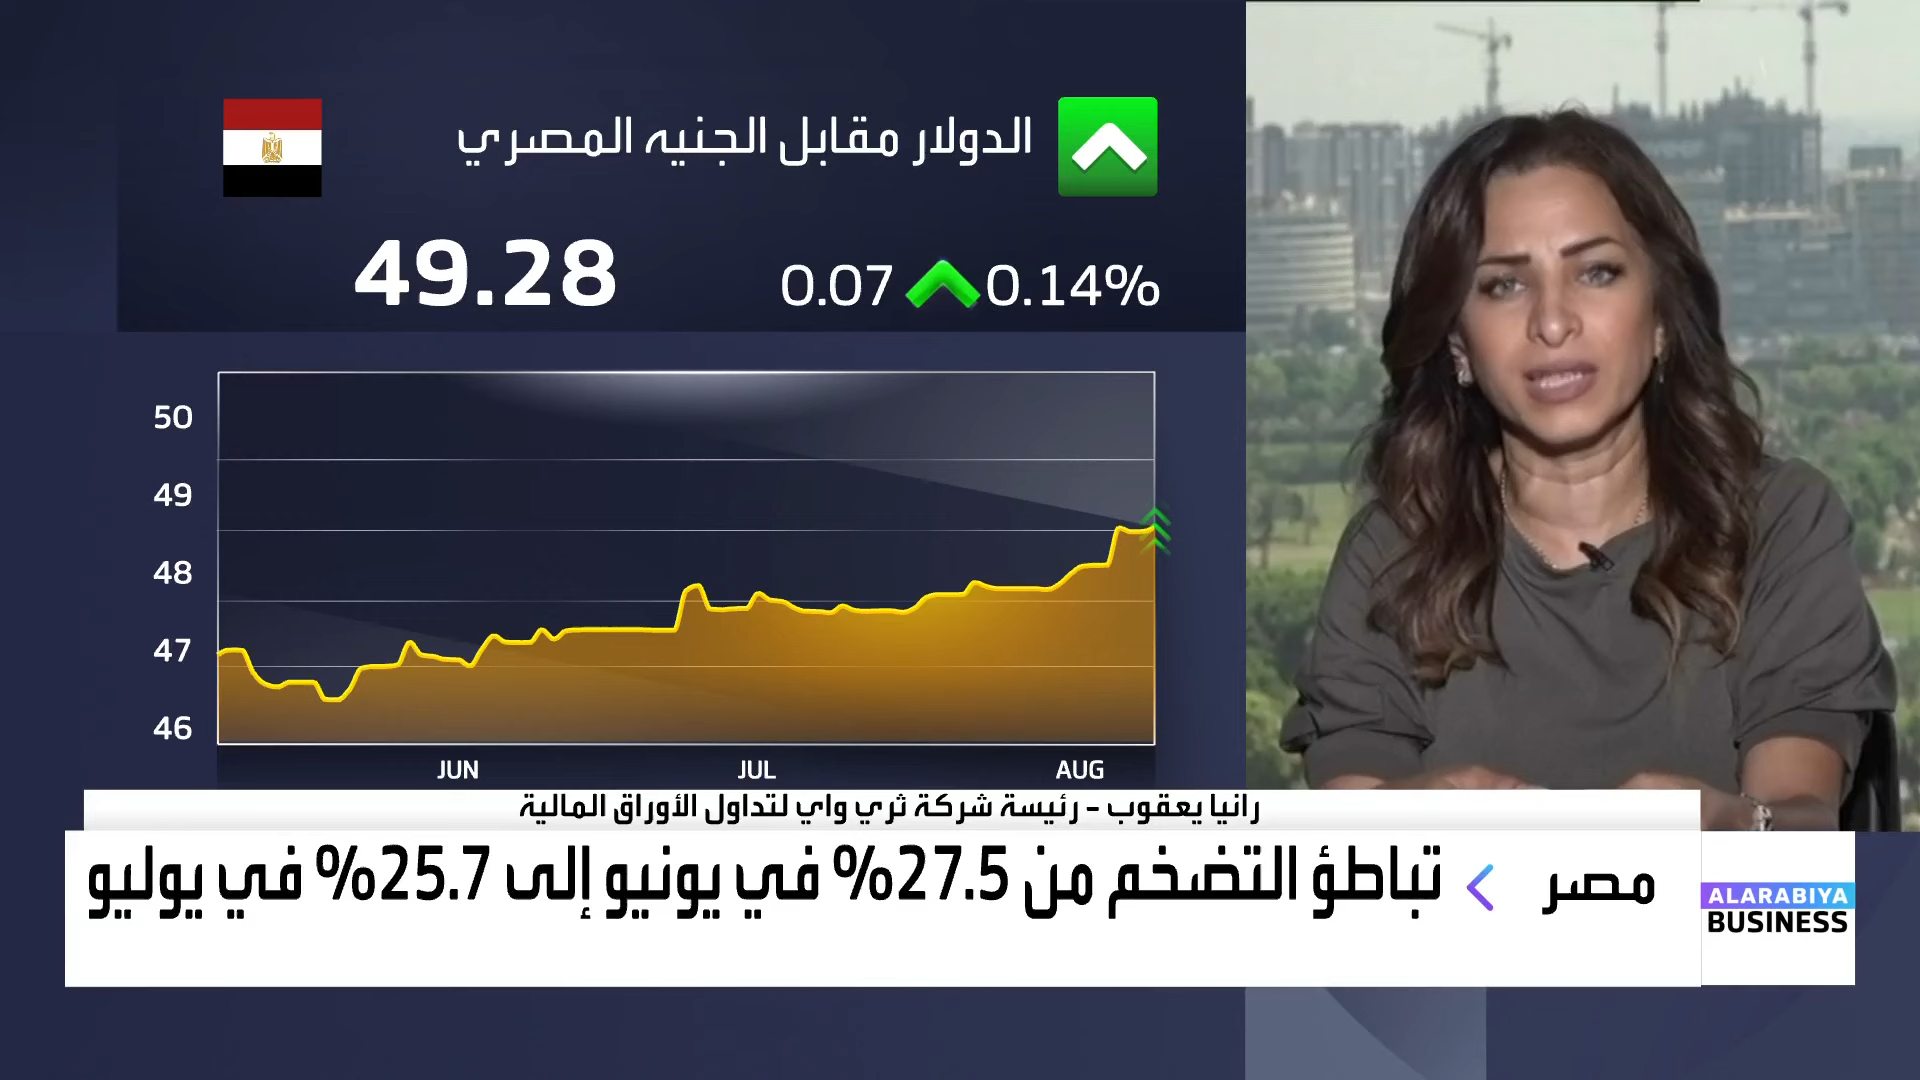 الدولار مقابل الجنيه المصري
49.28
0.07 0.14%
50
49
48
47
46
JUN JUL AUG
رانيا يعقوب - رئيسة شركة ثري واي لتداول الأوراق المالية
مصر
تباطؤ التضخم من 27.5% في يونيو إلى 25.7% في يوليو
ALARABIYA
BUSINESS